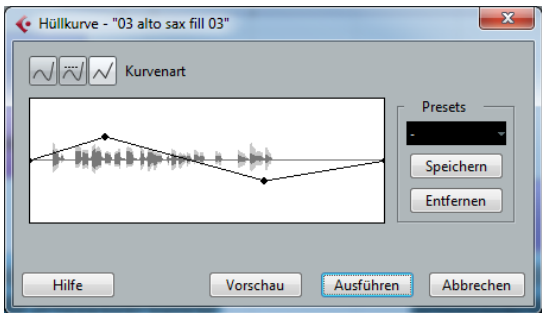 Hüllkurve - "03 alto sax fill 03"
Kurvenart
Presets
-
Speichern
Entfernen
Hilfe
Vorschau
Ausführen
Abbrechen